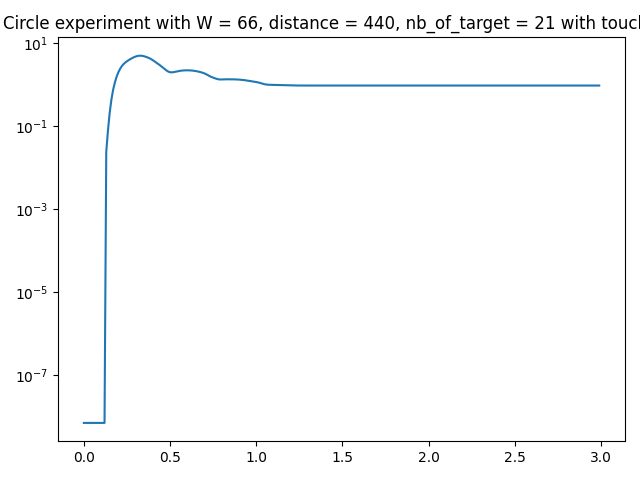 Circle experiment with W = 66, distance = 440, nb_of_target = 21 with touc
10¹
10⁻¹
10⁻³
10⁻⁵
10⁻⁷
0.0 0.5 1.0 1.5 2.0 2.5 3.0